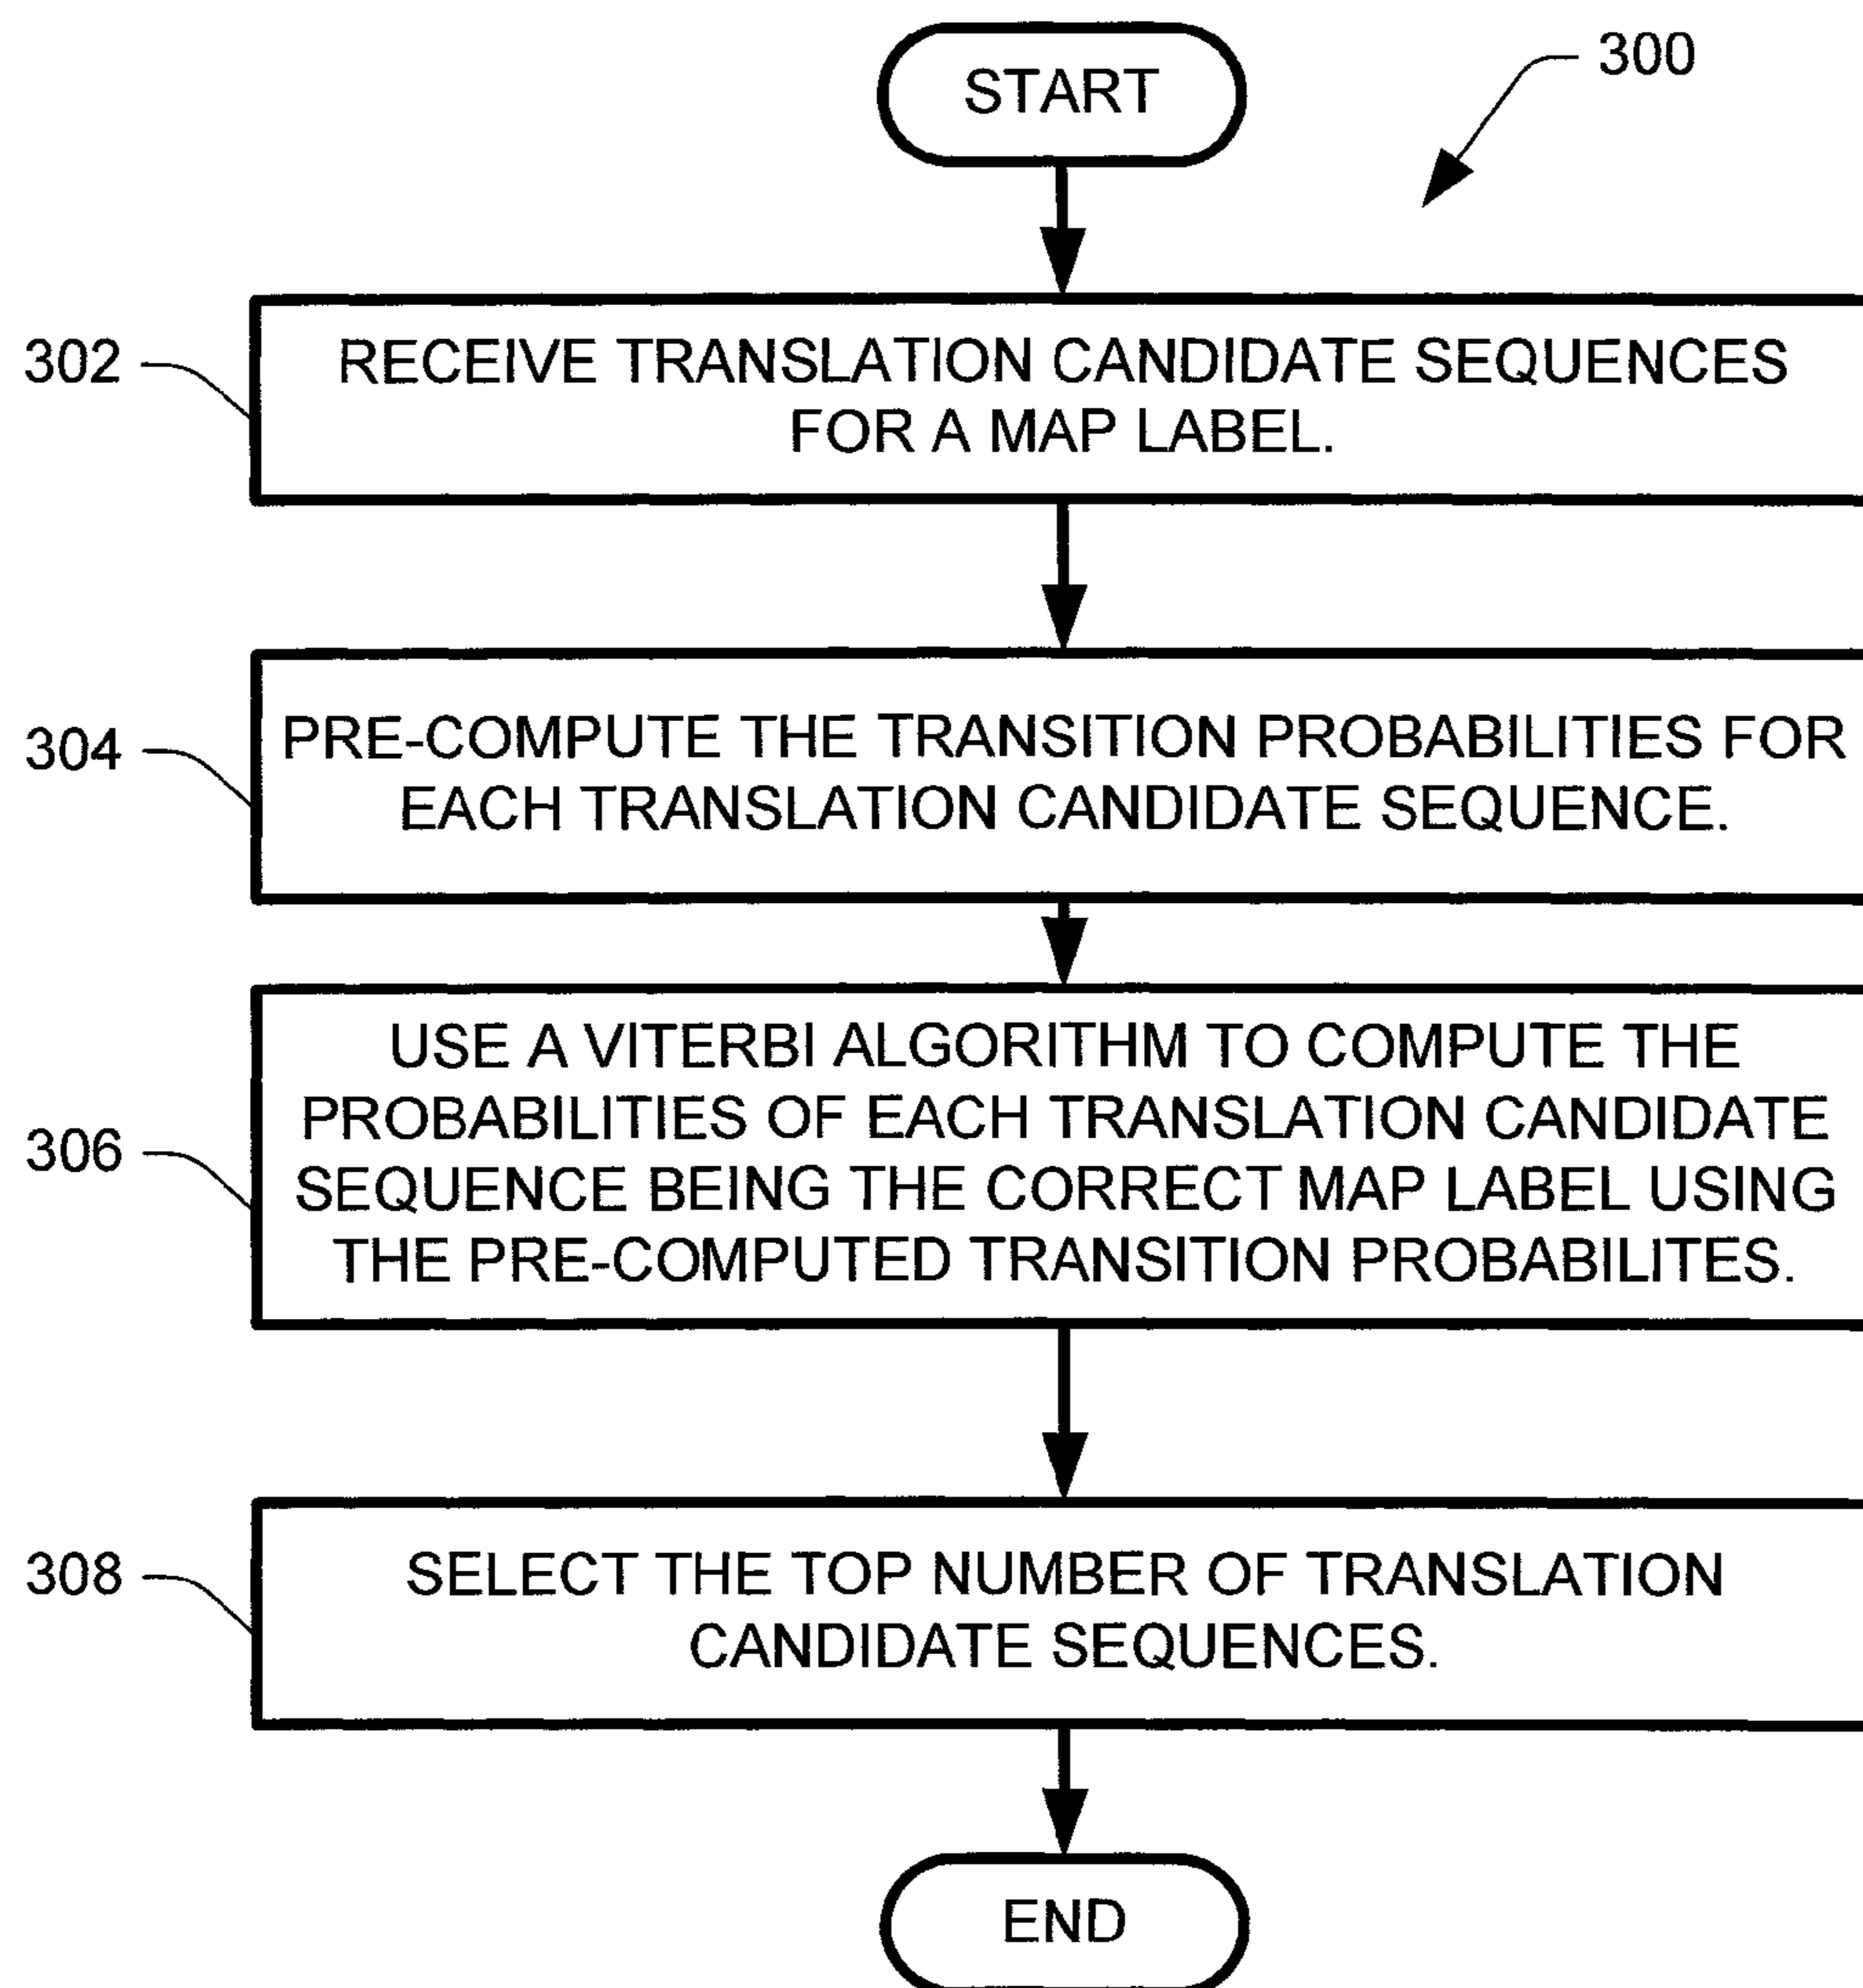 START
300
302
RECEIVE TRANSLATION CANDIDATE SEQUENCES
FOR A MAP LABEL.
304
PRE-COMPUTE THE TRANSITION PROBABILITIES FOR
EACH TRANSLATION CANDIDATE SEQUENCE.
306
USE A VITERBI ALGORITHM TO COMPUTE THE
PROBABILITIES OF EACH TRANSLATION CANDIDATE
SEQUENCE BEING THE CORRECT MAP LABEL USING
THE PRE-COMPUTED TRANSITION PROBABILITES.
308
SELECT THE TOP NUMBER OF TRANSLATION
CANDIDATE SEQUENCES.
END